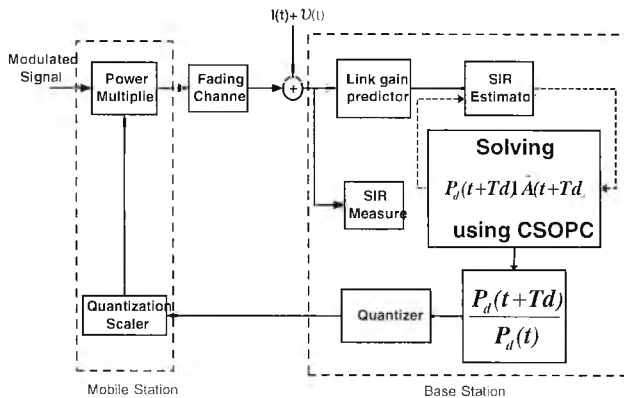 I(t)+ υ(t)
Modulated
Signal
Power
Multiplie
Fading
Channe
+
Link gain
predictor
SIR
Estimato
Solving
P_d(t+Td) Ā(t+Td
using CSOPC
SIR
Measure
Quantization
Scaler
Quantizer
P_d(t+Td)
P_d(t)
Mobile Station
Base Station